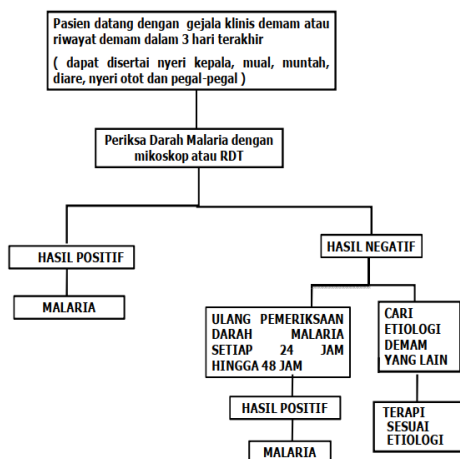 Pasien datang dengan gejala klinis demam atau
riwayat demam dalam 3 hari terakhir
( dapat disertai nyeri kepala, mual, muntah,
diare, nyeri otot dan pegal-pegal )
Periksa Darah Malaria dengan
mikoskop atau RDT
HASIL POSITIF
HASIL NEGATIF
MALARIA
ULANG PEMERIKSAAN
DARAH MALARIA
SETIAP 24 JAM
HINGGA 48 JAM
CARI
ETIOLOGI
DEMAM
YANG LAIN
HASIL POSITIF
TERAPI
SESUAI
ETIOLOGI
MALARIA